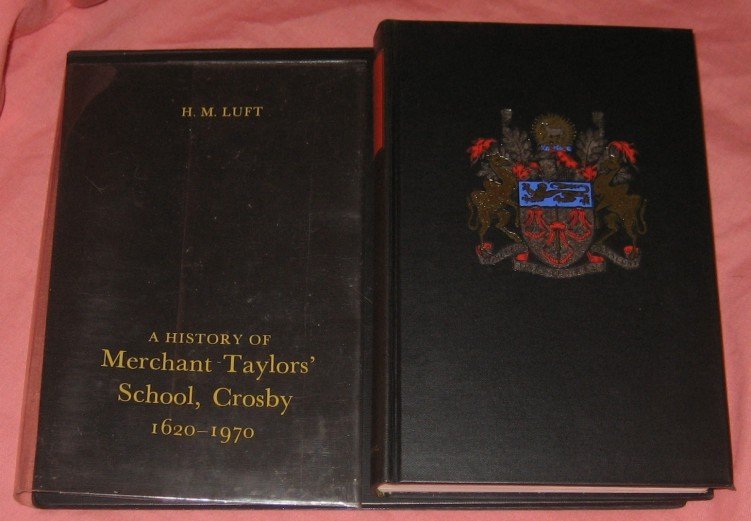 H. M. LUFT
A HISTORY OF
Merchant Taylors'
School, Crosby
1620–1970